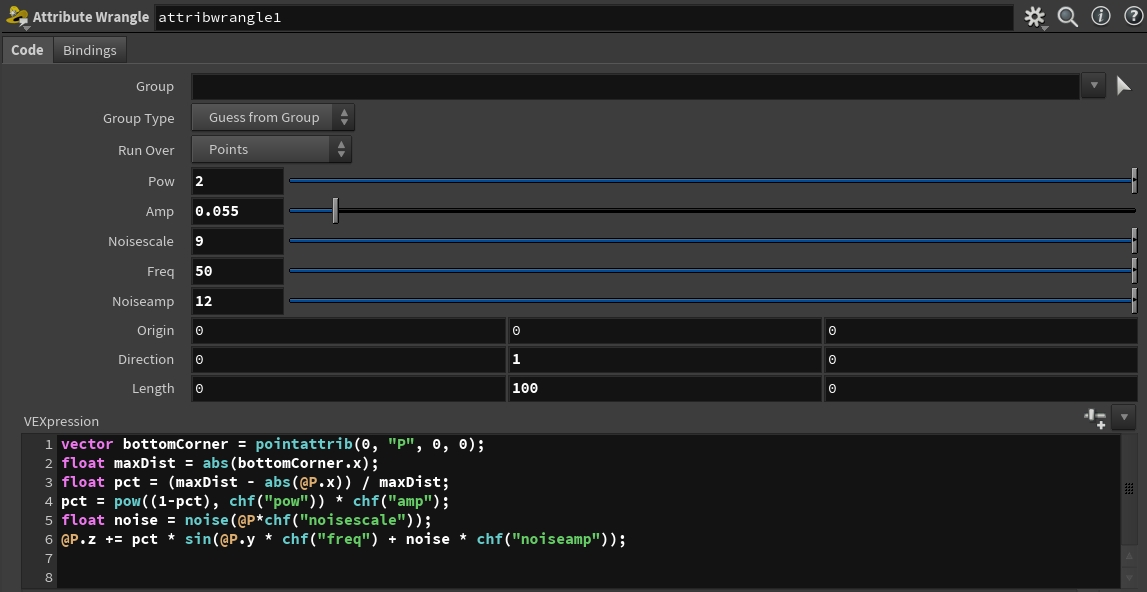 Attribute Wrangle attribwrangle1
Code Bindings
Group
Group Type Guess from Group
Run Over Points
Pow 2
Amp 0.055
Noisescale 9
Freq 50
Noiseamp 12
Origin 0 0 0
Direction 0 1 0
Length 0 100 0
VEXpression
1 vector bottomCorner = pointattrib(0, "P", 0, 0);
2 float maxDist = abs(bottomCorner.x);
3 float pct = (maxDist - abs(@P.x)) / maxDist;
4 pct = pow((1-pct), chf("pow")) * chf("amp");
5 float noise = noise(@P*chf("noisescale"));
6 @P.z += pct * sin(@P.y * chf("freq") + noise * chf("noiseamp"));
7
8